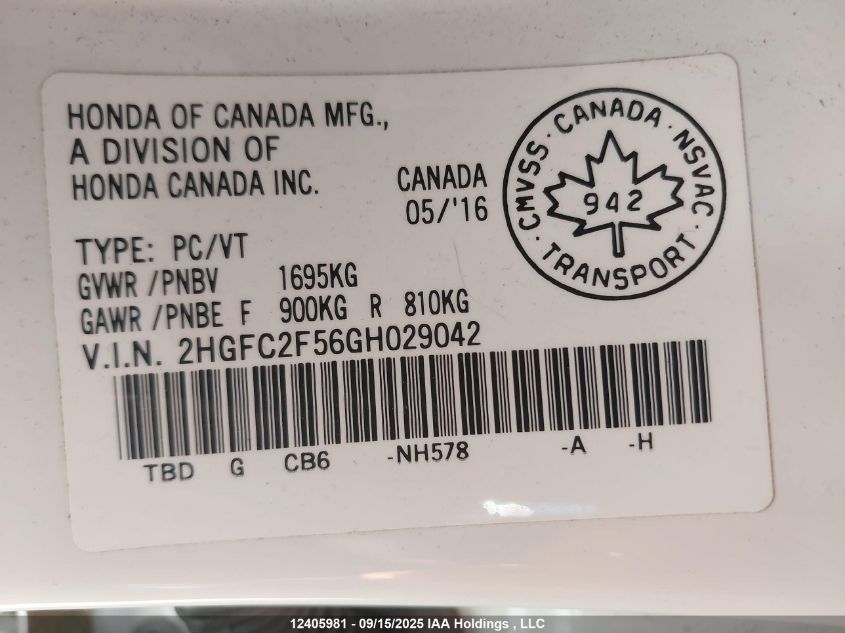 HONDA OF CANADA MFG.,
A DIVISION OF
HONDA CANADA INC.
CANADA
05/'16
CMVSS · CANADA · NSVAC · TRANSPORT ·
942
TYPE: PC/VT
GVWR /PNBV 1695KG
GAWR /PNBE F 900KG R 810KG
V.I.N. 2HGFC2F56GH029042
TBD G CB6 -NH578 -A -H
12405981 - 09/15/2025 IAA Holdings , LLC